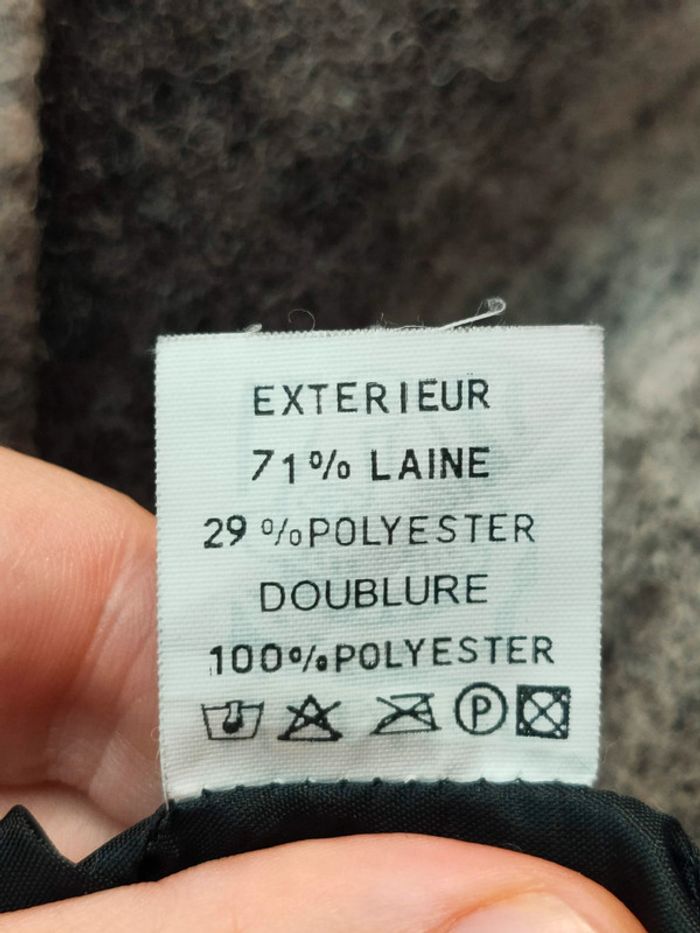 EXTERIEUR
71% LAINE
29%POLYESTER
DOUBLURE
100%POLYESTER
P